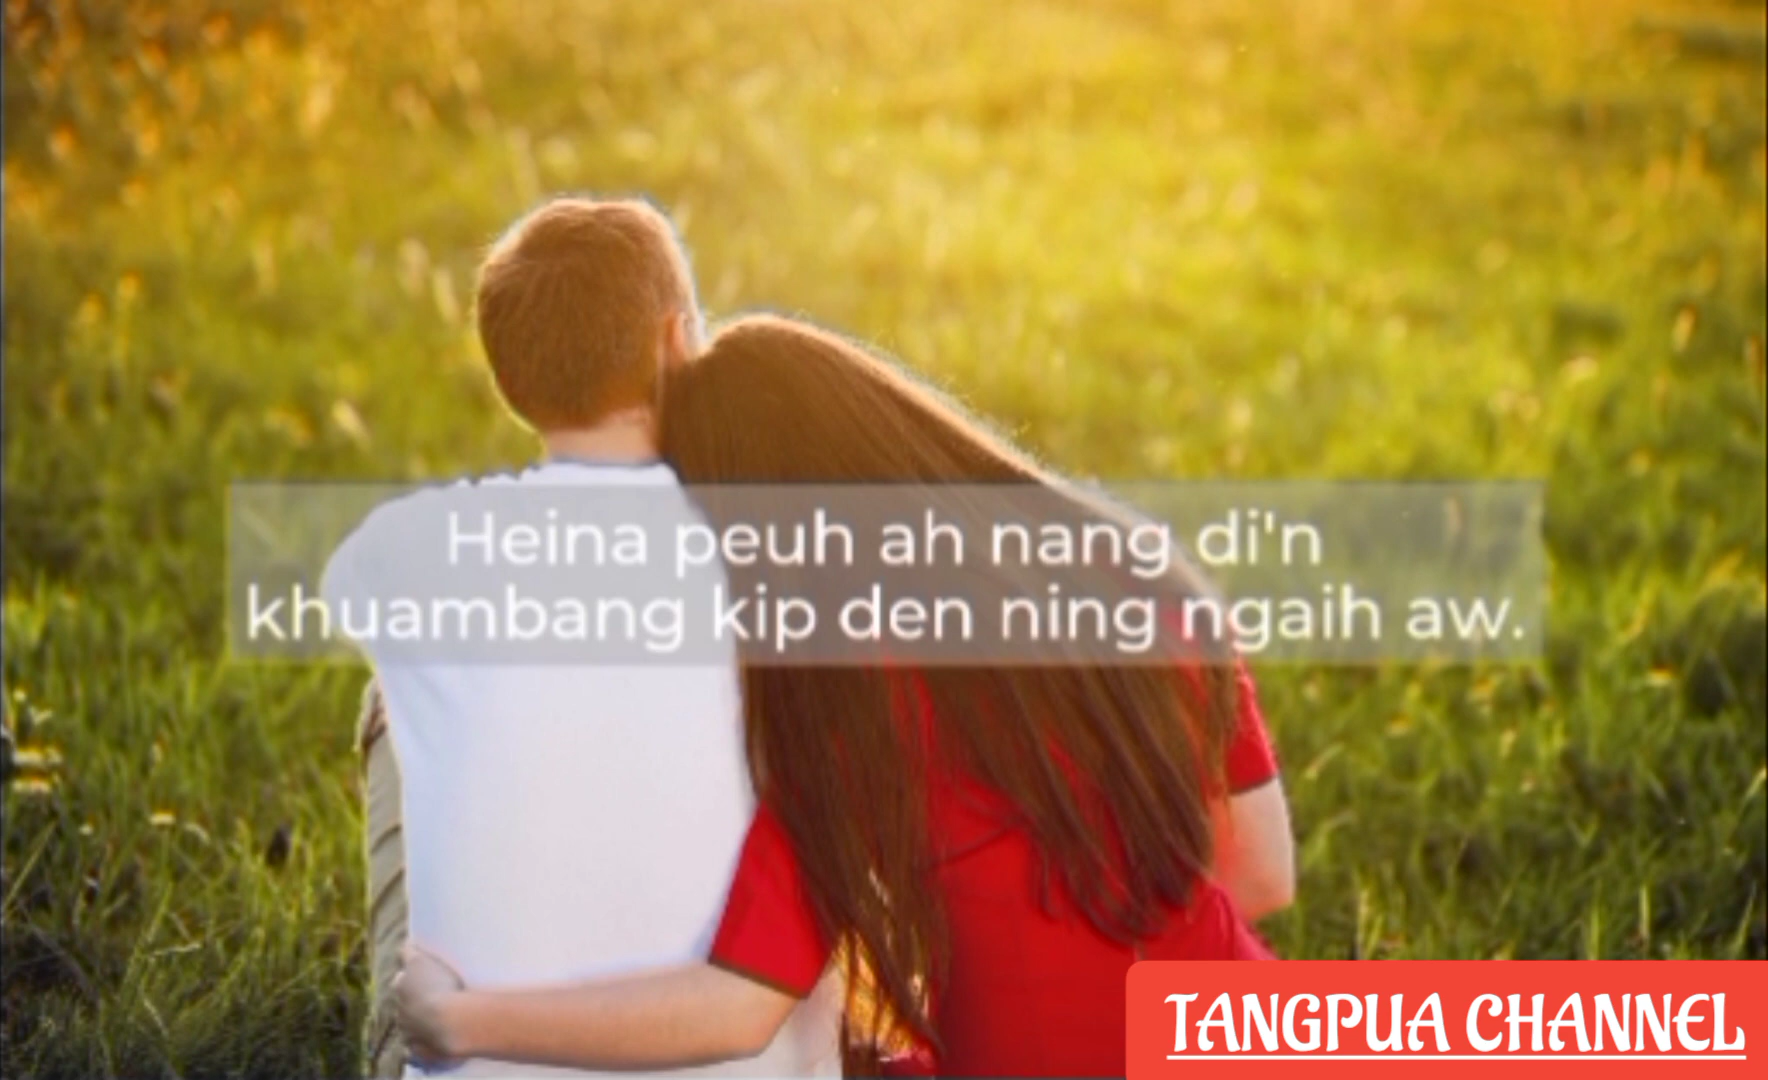 Heina peuh ah nang di'n
khuambang kip den ning ngaih aw.
TANGPUA CHANNEL